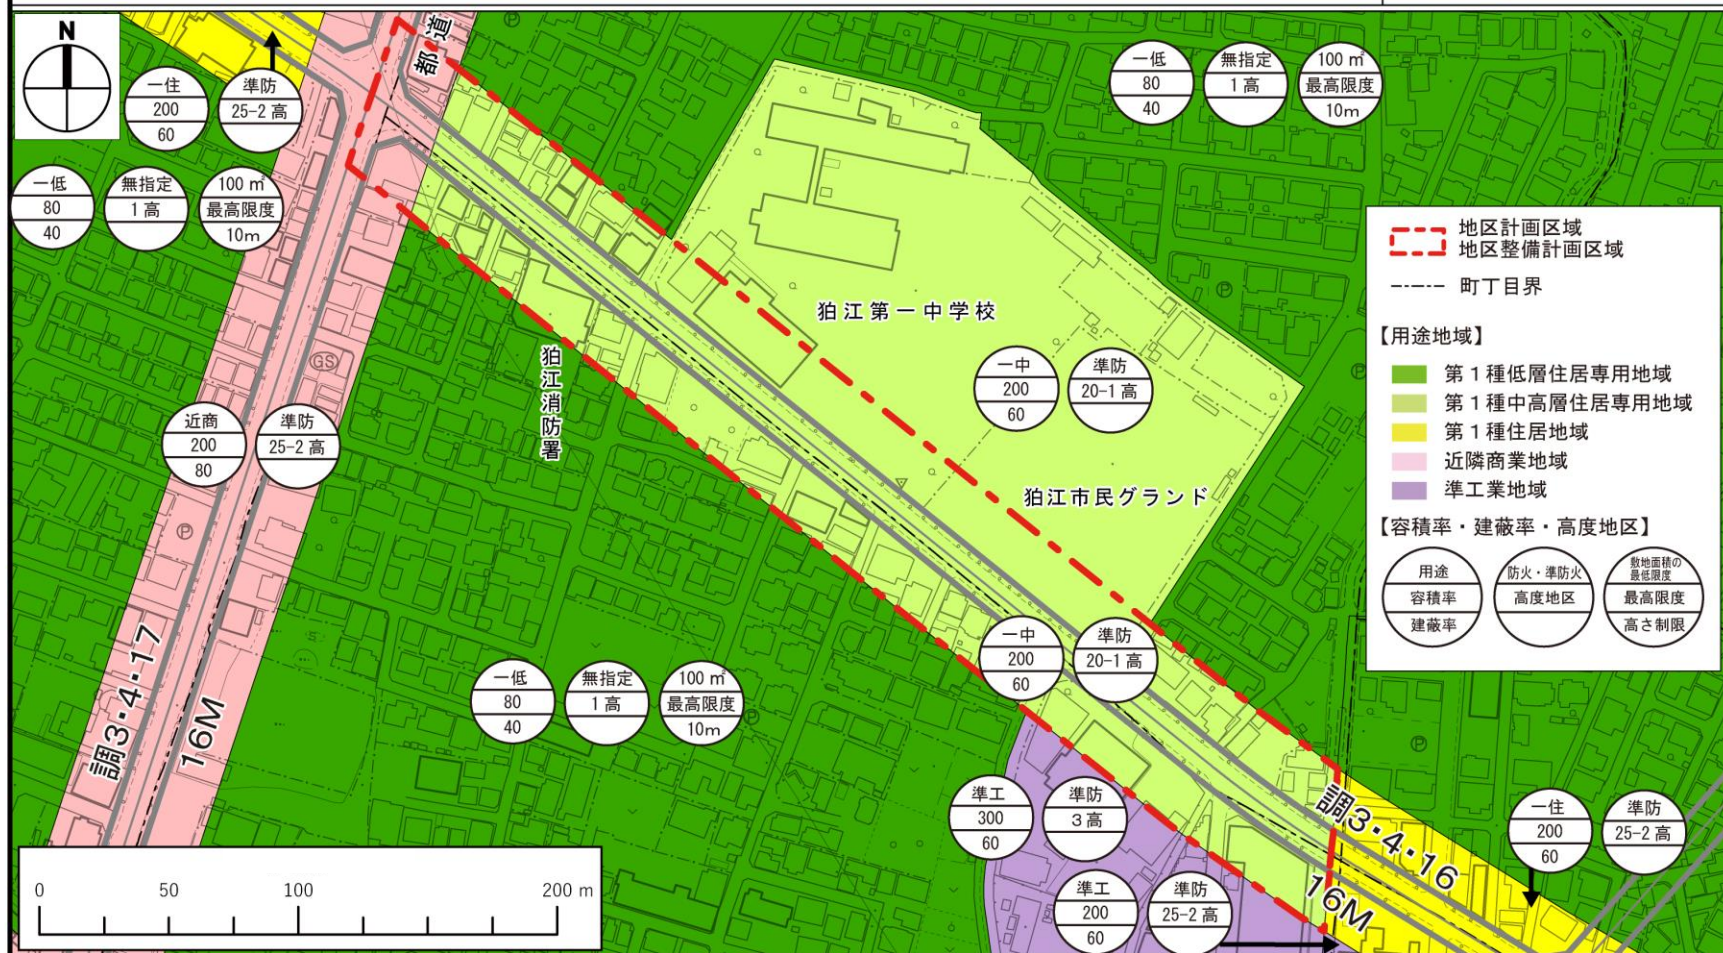 N
都道
一住
200
60
準防
25-2 高
一低
80
40
無指定
1 高
100 ㎡
最高限度
10m
一低
80
40
無指定
1 高
100 ㎡
最高限度
10m
地区計画区域
地区整備計画区域
町丁目界
【用途地域】
第1種低層住居専用地域
第1種中高層住居専用地域
第1種住居地域
近隣商業地域
準工業地域
【容積率・建蔽率・高度地区】
用途
容積率
建蔽率
防火・準防火
高度地区
敷地面積の
最低限度
最高限度
高さ制限
狛江第一中学校
狛江消防署
GS
一中
200
60
準防
20-1 高
近商
200
80
準防
25-2 高
狛江市民グランド
P
P
P
P
P
P
一中
200
60
準防
20-1 高
一低
80
40
無指定
1 高
100 ㎡
最高限度
10m
調3・4・17
16M
準工
300
60
準防
3 高
調3・4・16
16M
一住
200
60
準防
25-2 高
準工
200
60
準防
25-2 高
0 50 100 200 m